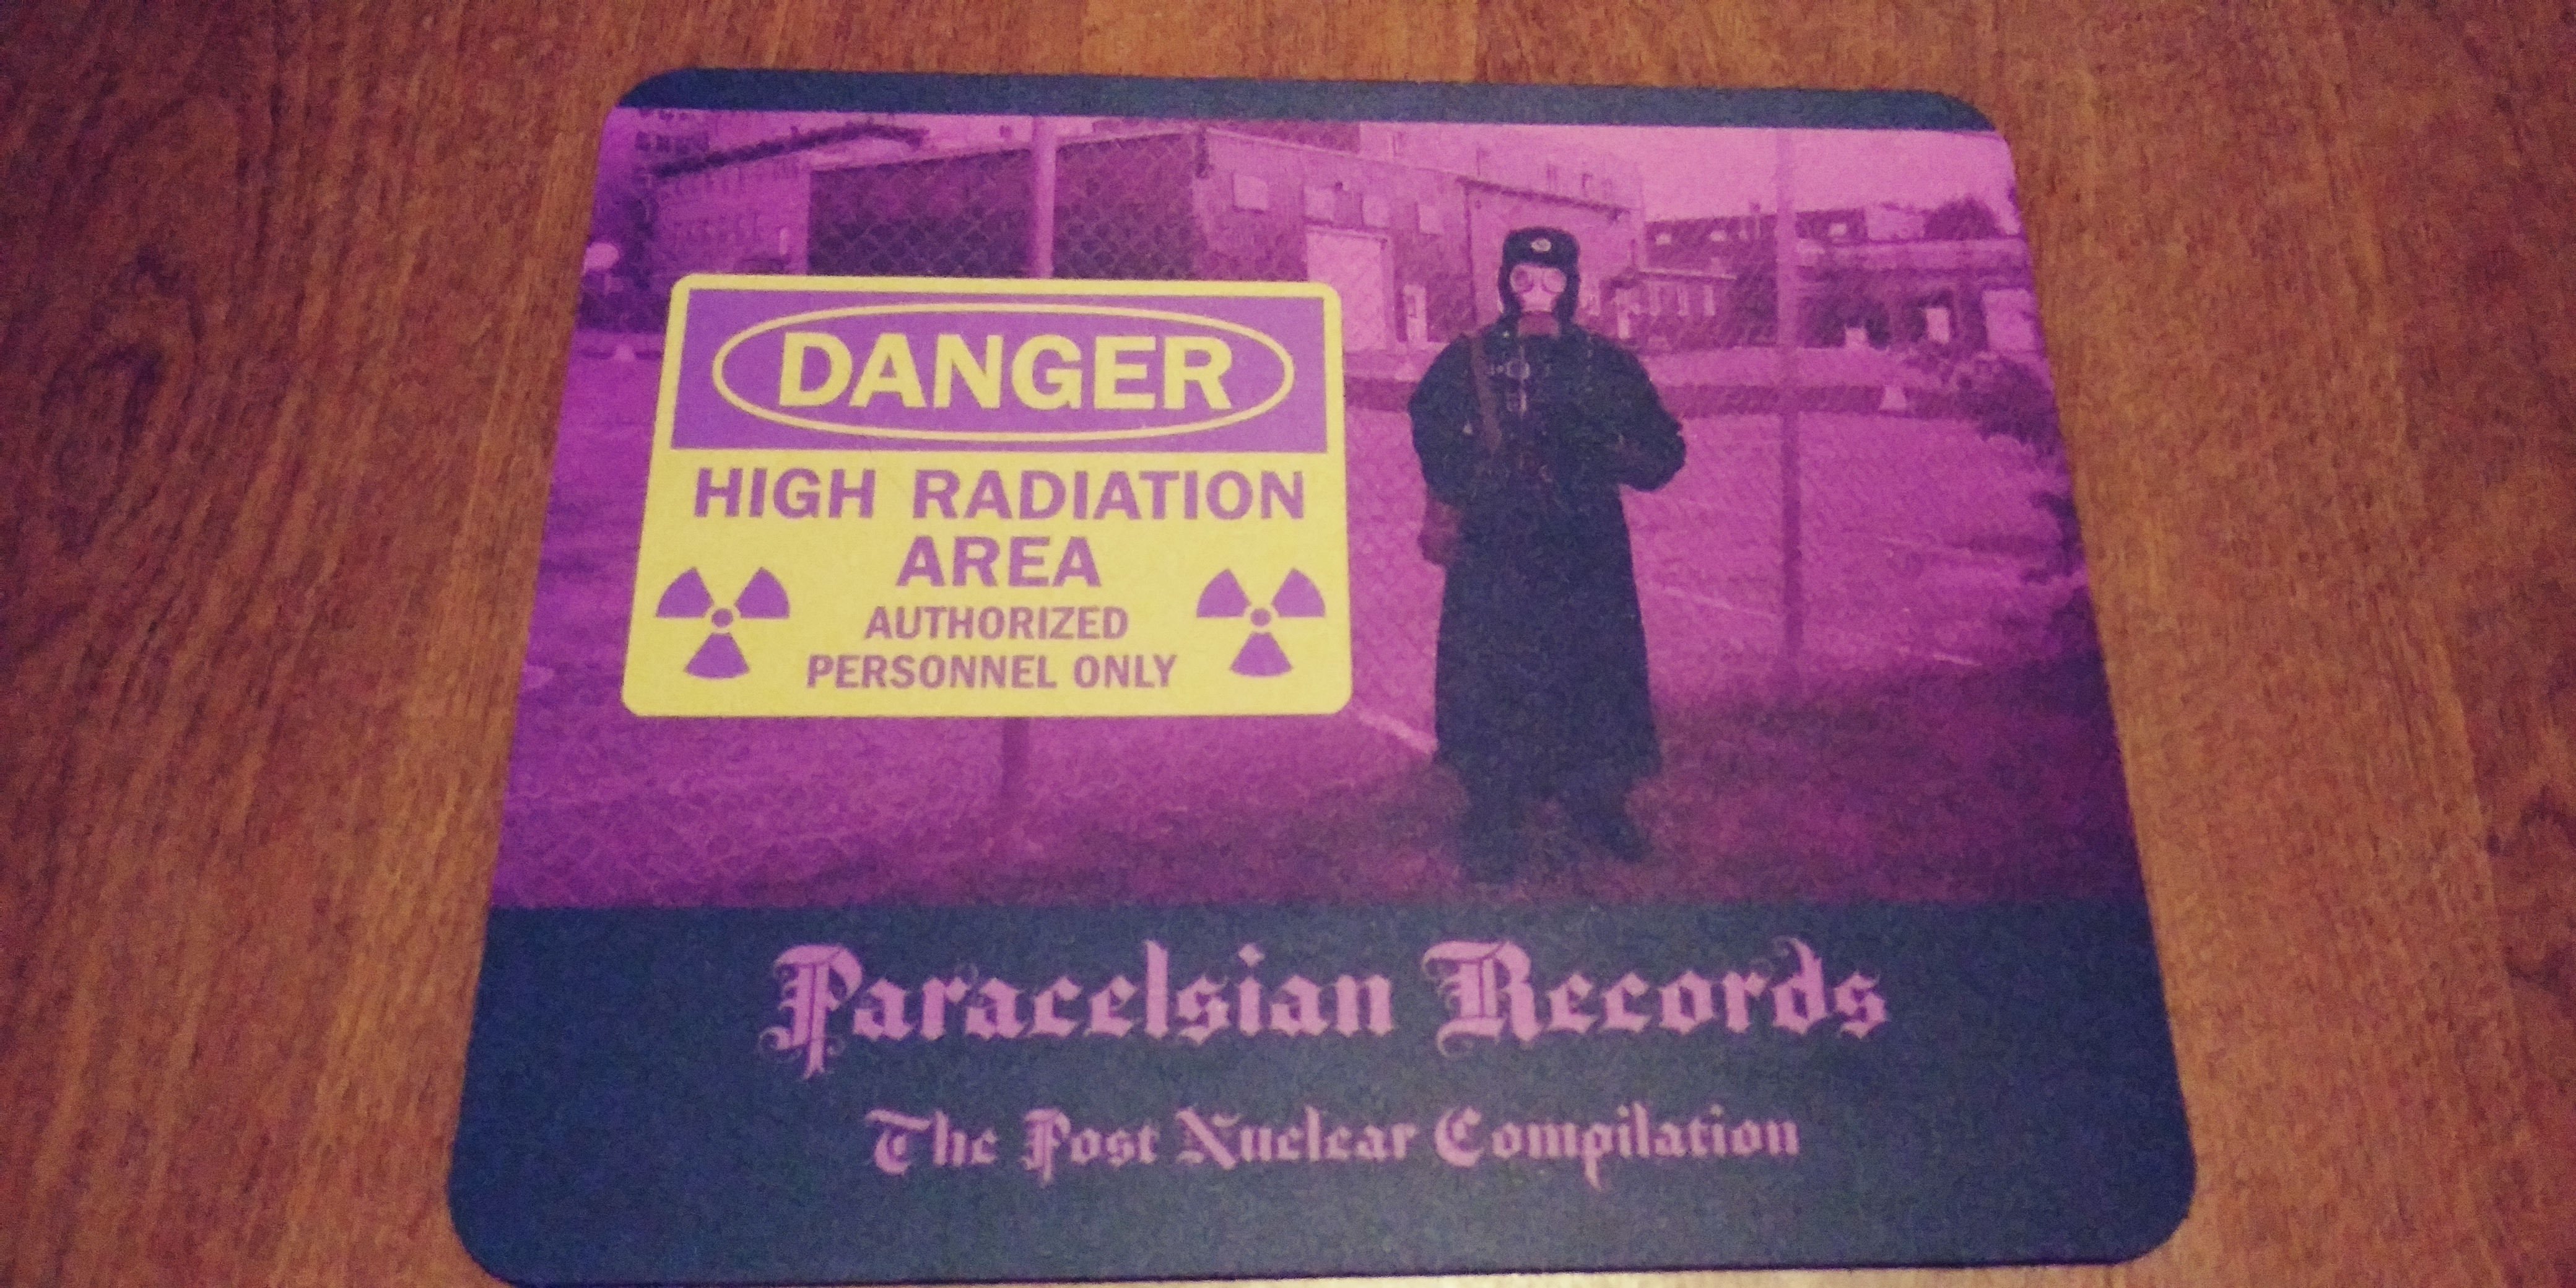 DANGER
HIGH RADIATION
AREA
AUTHORIZED
PERSONNEL ONLY
Paracelsian Records
The Post Nuclear Compilation